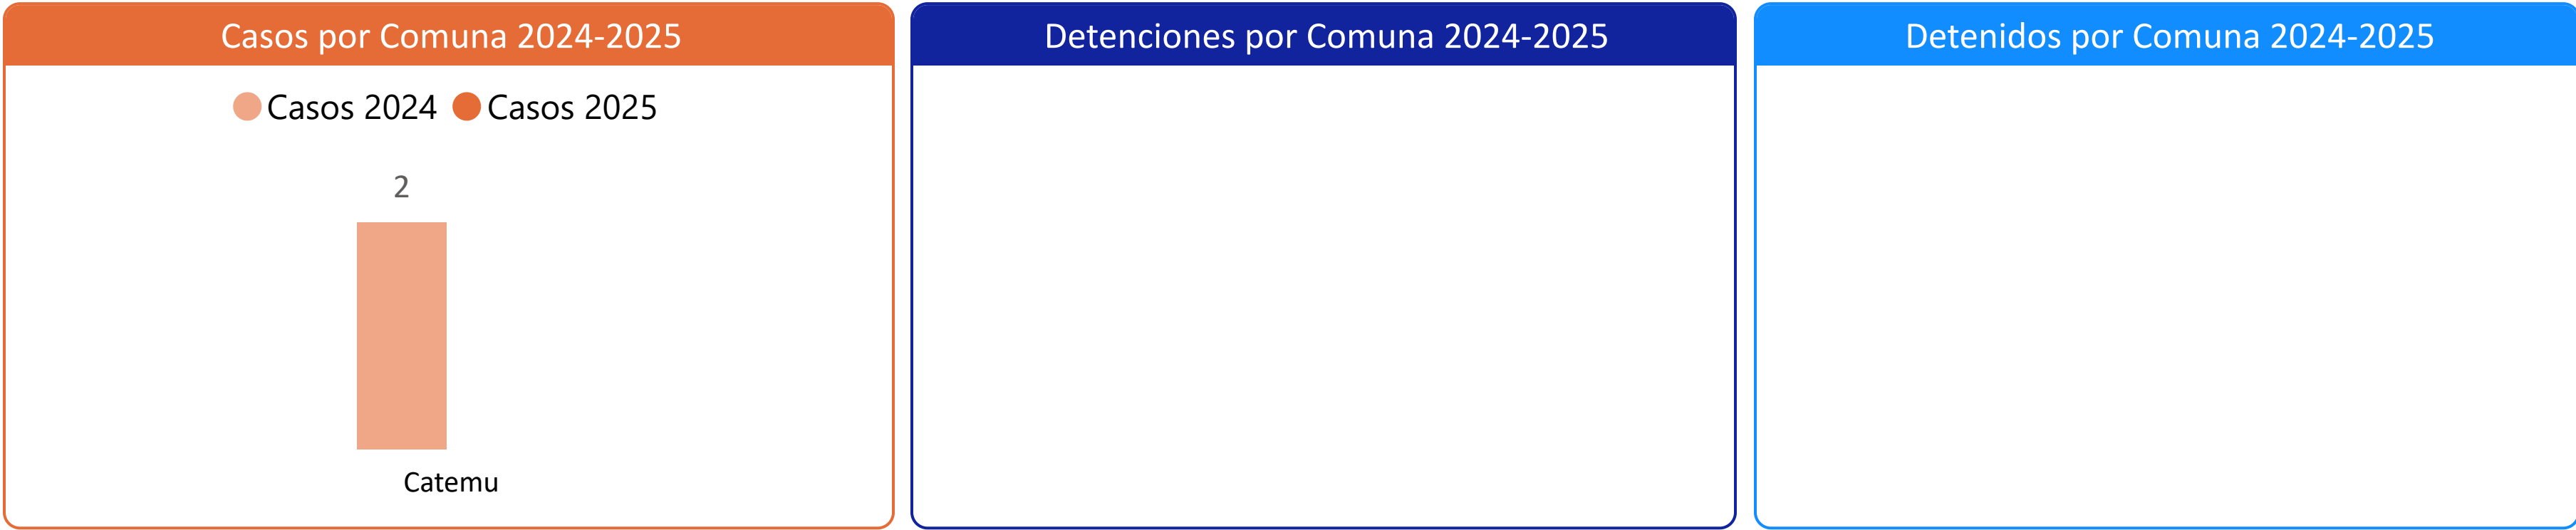 Casos por Comuna 2024-2025
Casos 2024 Casos 2025
2
Catemu
Detenciones por Comuna 2024-2025
Detenidos por Comuna 2024-2025